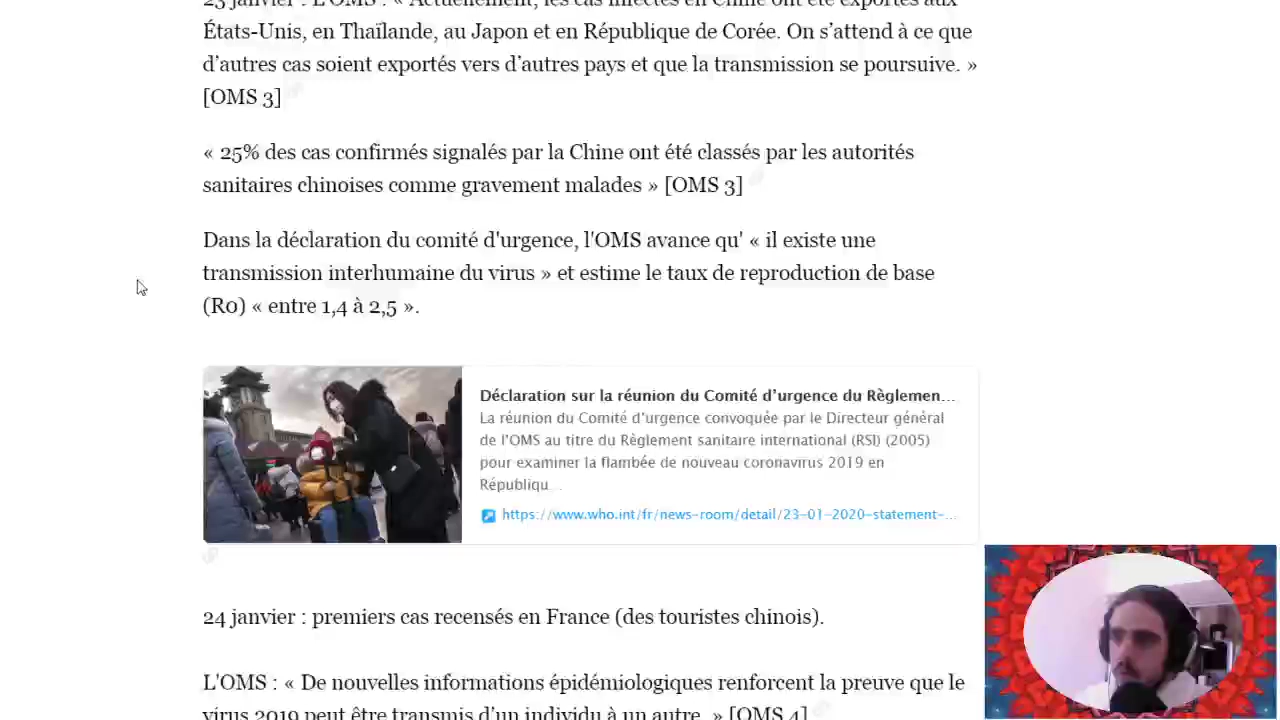 23 janvier : L'OMS : « Actuellement, les cas infectés en Chine ont été exportés aux
États-Unis, en Thaïlande, au Japon et en République de Corée. On s’attend à ce que
d’autres cas soient exportés vers d’autres pays et que la transmission se poursuive. »
[OMS 3]
« 25% des cas confirmés signalés par la Chine ont été classés par les autorités
sanitaires chinoises comme gravement malades » [OMS 3]
Dans la déclaration du comité d'urgence, l'OMS avance qu' « il existe une
transmission interhumaine du virus » et estime le taux de reproduction de base
(R0) « entre 1,4 à 2,5 ».
Déclaration sur la réunion du Comité d’urgence du Règlemen...
La réunion du Comité d’urgence convoquée par le Directeur général
de l’OMS au titre du Règlement sanitaire international (RSI) (2005)
pour examiner la flambée de nouveau coronavirus 2019 en
Républiqu...
https://www.who.int/fr/news-room/detail/23-01-2020-statement-...
24 janvier : premiers cas recensés en France (des touristes chinois).
L'OMS : « De nouvelles informations épidémiologiques renforcent la preuve que le
virus 2019 peut être transmis d’un individu à un autre. » [OMS 4]